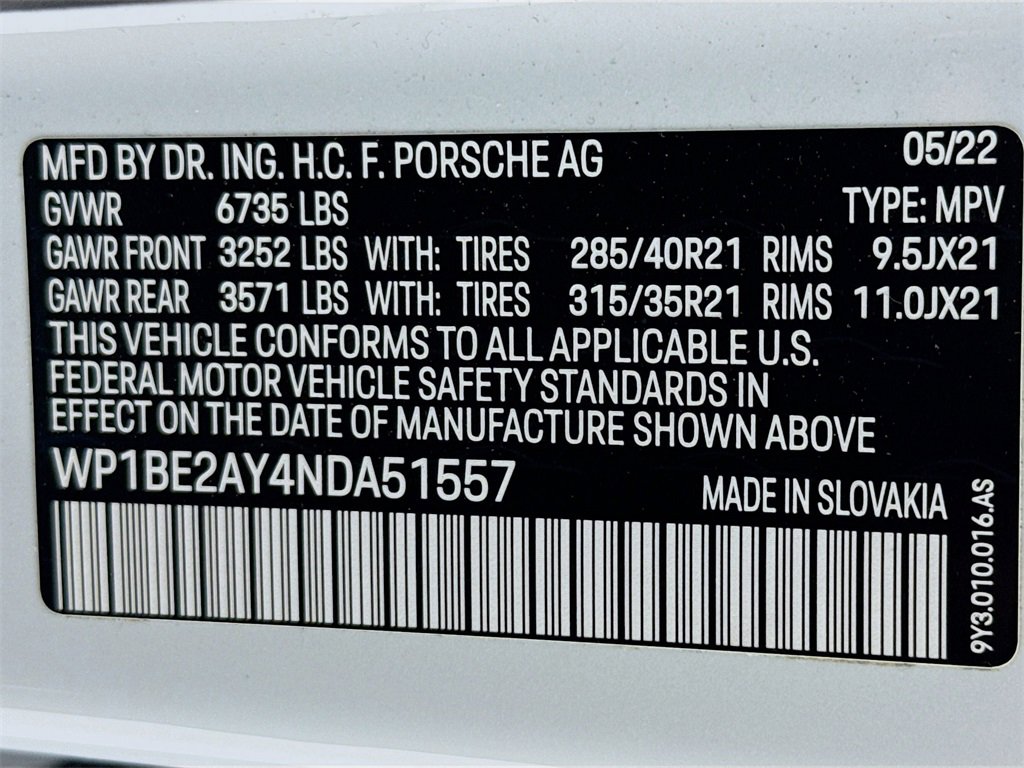 MFD BY DR. ING. H.C. F. PORSCHE AG 05/22
GVWR 6735 LBS TYPE: MPV
GAWR FRONT 3252 LBS WITH: TIRES 285/40R21 RIMS 9.5JX21
GAWR REAR 3571 LBS WITH: TIRES 315/35R21 RIMS 11.0JX21
THIS VEHICLE CONFORMS TO ALL APPLICABLE U.S.
FEDERAL MOTOR VEHICLE SAFETY STANDARDS IN
EFFECT ON THE DATE OF MANUFACTURE SHOWN ABOVE
WP1BE2AY4NDA51557 MADE IN SLOVAKIA
9Y3.010.016.AS